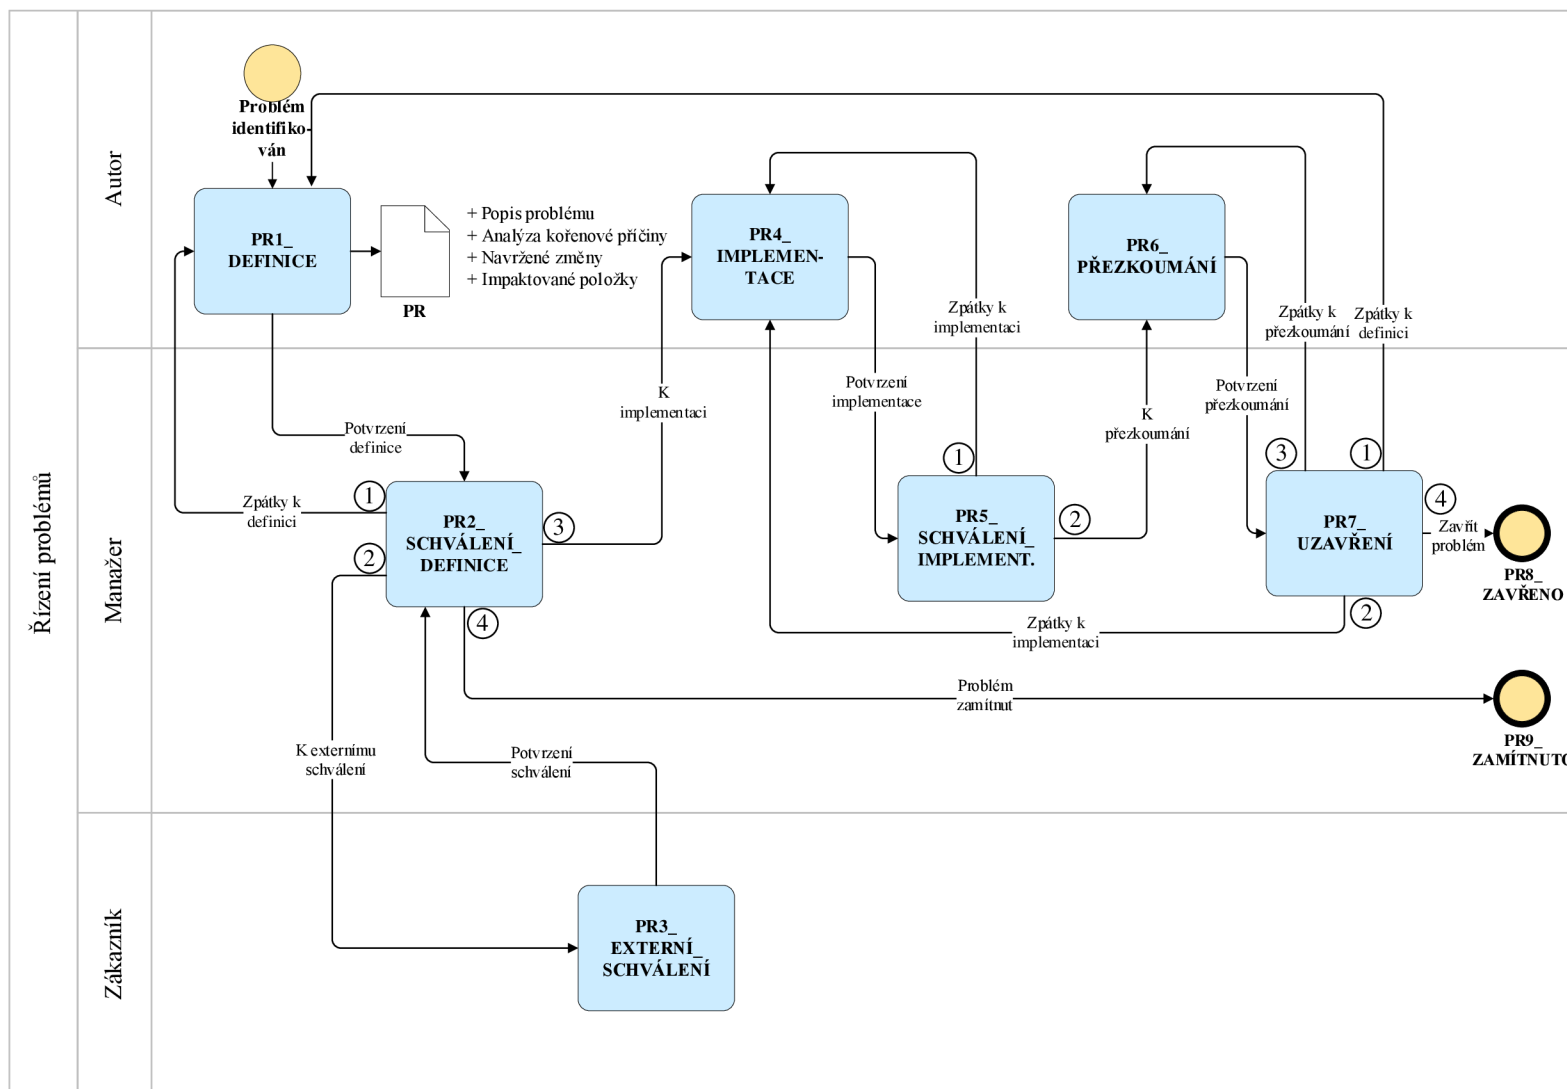 Řízení problémů
Autor
Manažer
Zákazník
Problém
identifiko-
ván
PR1_
DEFINICE
PR
+ Popis problému
+ Analýza kořenové příčiny
+ Navržené změny
+ Impaktované položky
PR4_
IMPLEMEN-
TACE
PR6_
PŘEZKOUMÁNÍ
Zpátky k
implementaci
Zpátky k
přezkoumání
Zpátky k
definici
K
implementaci
Potvrzení
implementace
K
přezkoumání
Potvrzení
přezkoumání
Potvrzení
definice
Zpátky k
definici
1
2
3
4
PR2_
SCHVÁLENÍ_
DEFINICE
1
2
PR5_
SCHVÁLENÍ_
IMPLEMENT.
3
1
4
2
PR7_
UZAVŘENÍ
Zavřít
problém
PR8_
ZAVŘENO
Zpátky k
implementaci
Problém
zamítnut
PR9_
ZAMÍTNUTO
K externímu
schválení
Potvrzení
schválení
PR3_
EXTERNÍ_
SCHVÁLENÍ